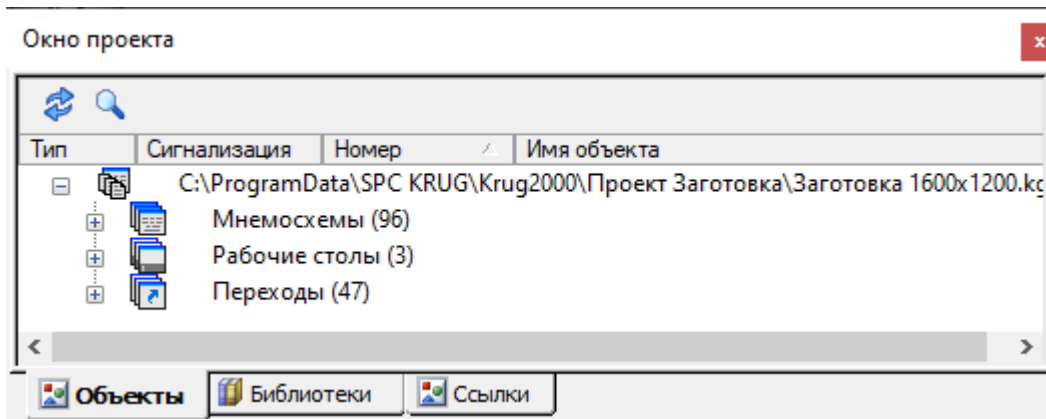 Окно проекта
Тип Сигнализация Номер Имя объекта
C:\ProgramData\SPC KRUG\Krug2000\Проект Заготовка\Заготовка 1600x1200.kg
Мнемосхемы (96)
Рабочие столы (3)
Переходы (47)
Объекты Библиотеки Ссылки